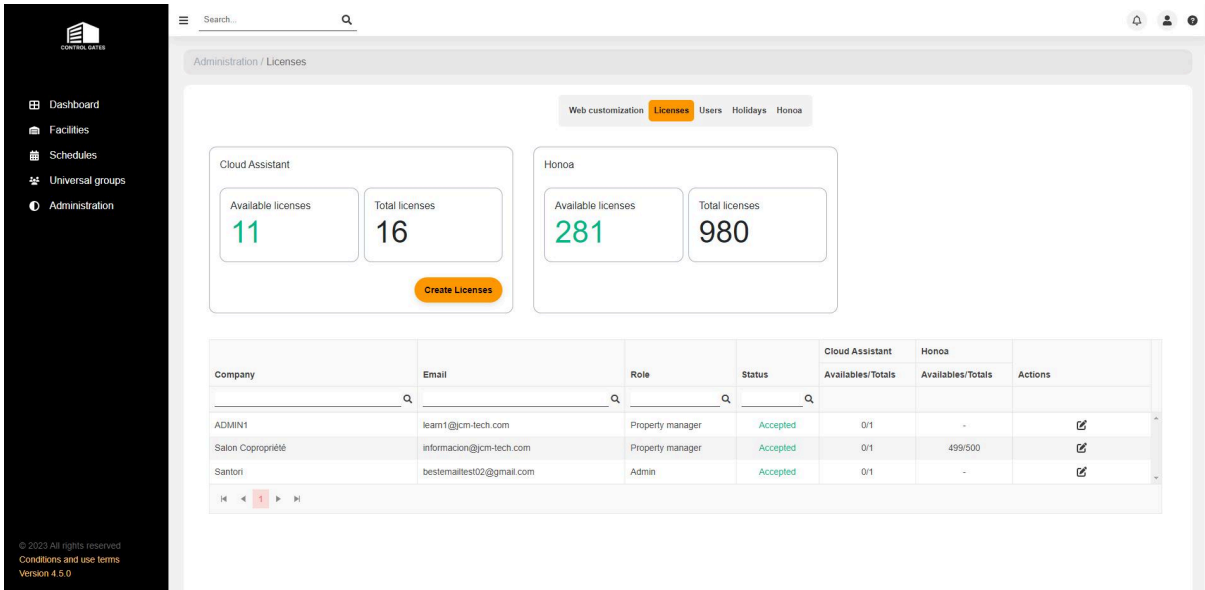 CONTROL GATES
Search...
Administration / Licenses
Dashboard
Facilities
Schedules
Universal groups
Administration
Web customization Licenses Users Holidays Honoa
Cloud Assistant
Available licenses
11
Total licenses
16
Create Licenses
Honoa
Available licenses
281
Total licenses
980
Cloud Assistant Honoa
Company Email Role Status Availables/Totals Availables/Totals Actions
ADMIN1 learn1@jcm-tech.com Property manager Accepted 0/1 -
Salon Copropriété informacion@jcm-tech.com Property manager Accepted 0/1 499/500
Santori bestemailtest02@gmail.com Admin Accepted 0/1 -
1
© 2023 All rights reserved
Conditions and use terms
Version 4.5.0